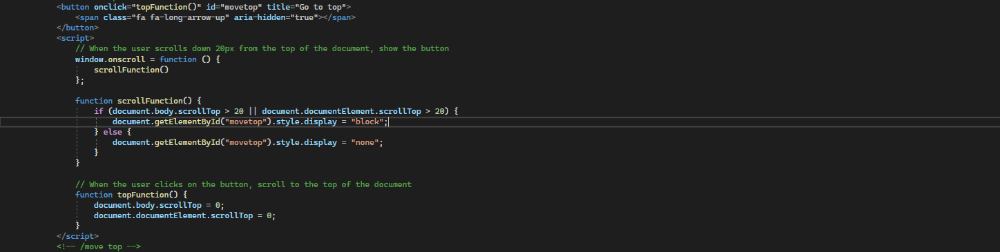 <button onclick="topFunction()" id="movetop" title="Go to top">
<span class="fa fa-long-arrow-up" aria-hidden="true"></span>
</button>
<script>
// When the user scrolls down 20px from the top of the document, show the button
window.onscroll = function () {
scrollFunction()
};
function scrollFunction() {
if (document.body.scrollTop > 20 || document.documentElement.scrollTop > 20) {
document.getElementById("movetop").style.display = "block";
} else {
document.getElementById("movetop").style.display = "none";
}
}
// When the user clicks on the button, scroll to the top of the document
function topFunction() {
document.body.scrollTop = 0;
document.documentElement.scrollTop = 0;
}
</script>
<!-- /move top -->